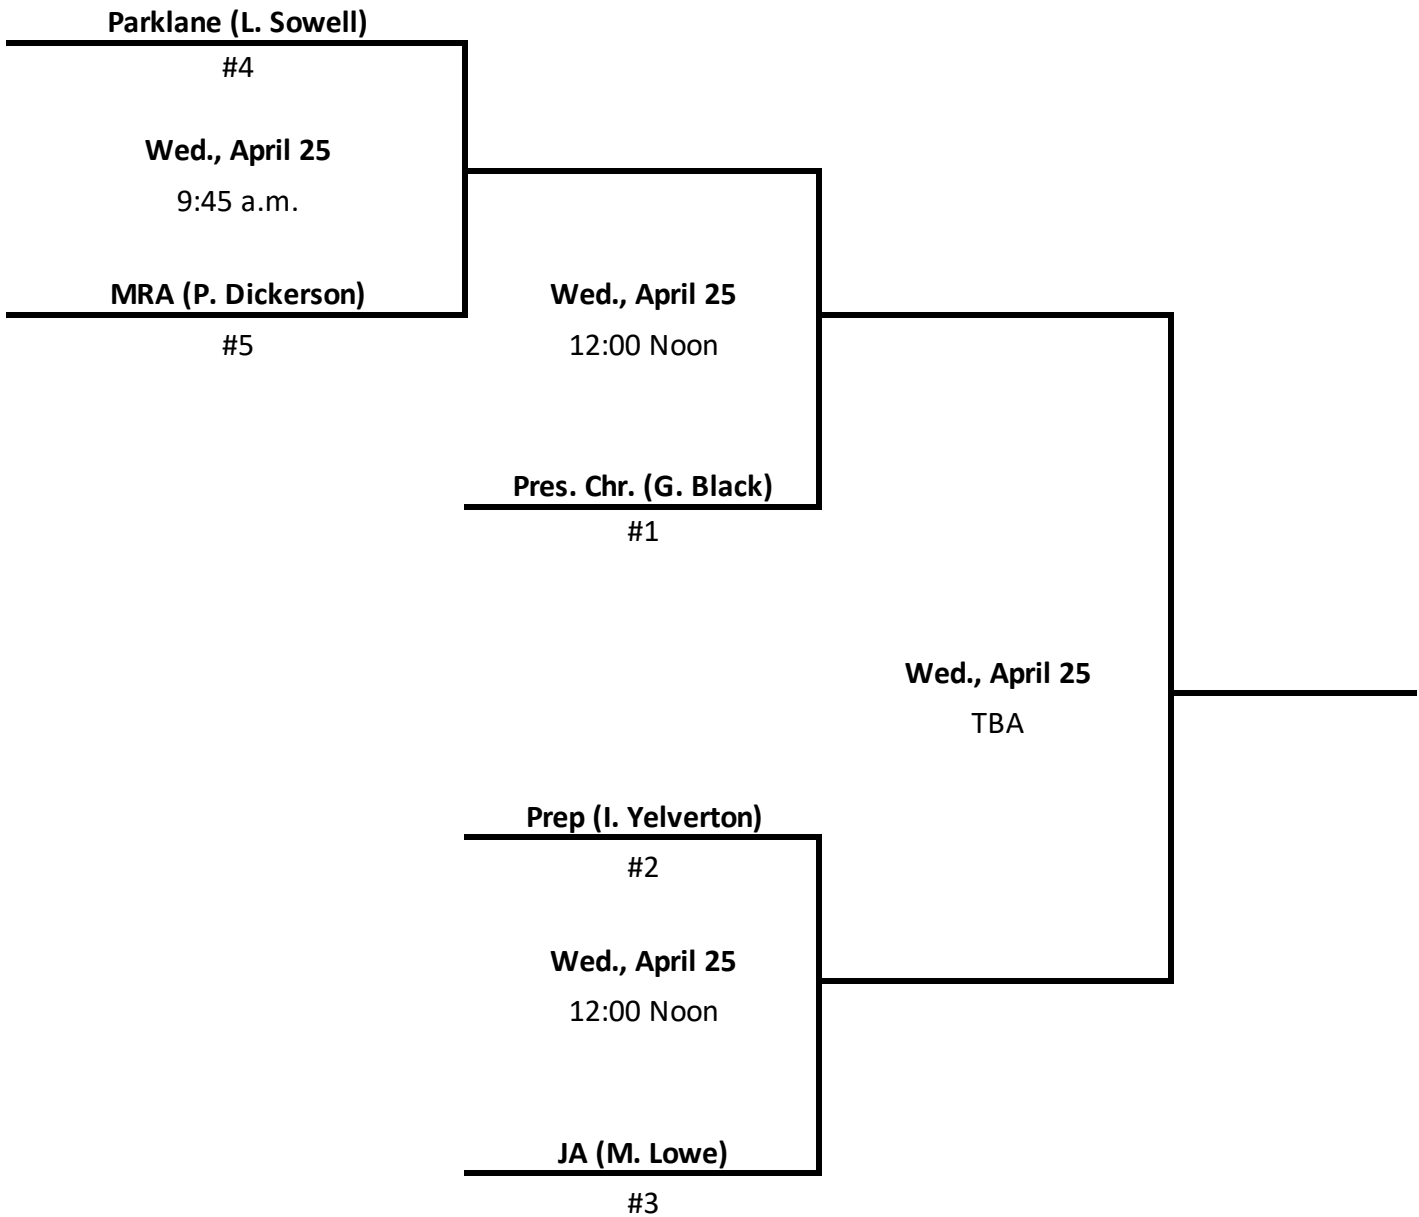 Parklane (L. Sowell)
#4
Wed., April 25
9:45 a.m.
MRA (P. Dickerson)
#5
Wed., April 25
12:00 Noon
Pres. Chr. (G. Black)
#1
Wed., April 25
TBA
Prep (I. Yelverton)
#2
Wed., April 25
12:00 Noon
JA (M. Lowe)
#3